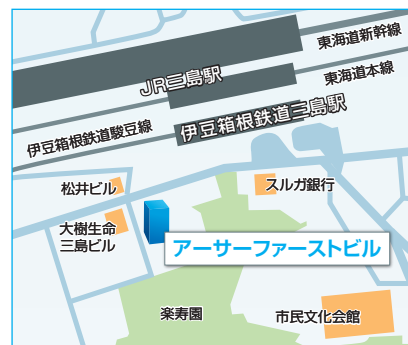 東海道新幹線
JR三島駅
東海道本線
伊豆箱根鉄道三島駅
伊豆箱根鉄道駿豆線
松井ビル
スルガ銀行
大樹生命
三島ビル
アーサーファーストビル
楽寿園
市民文化会館